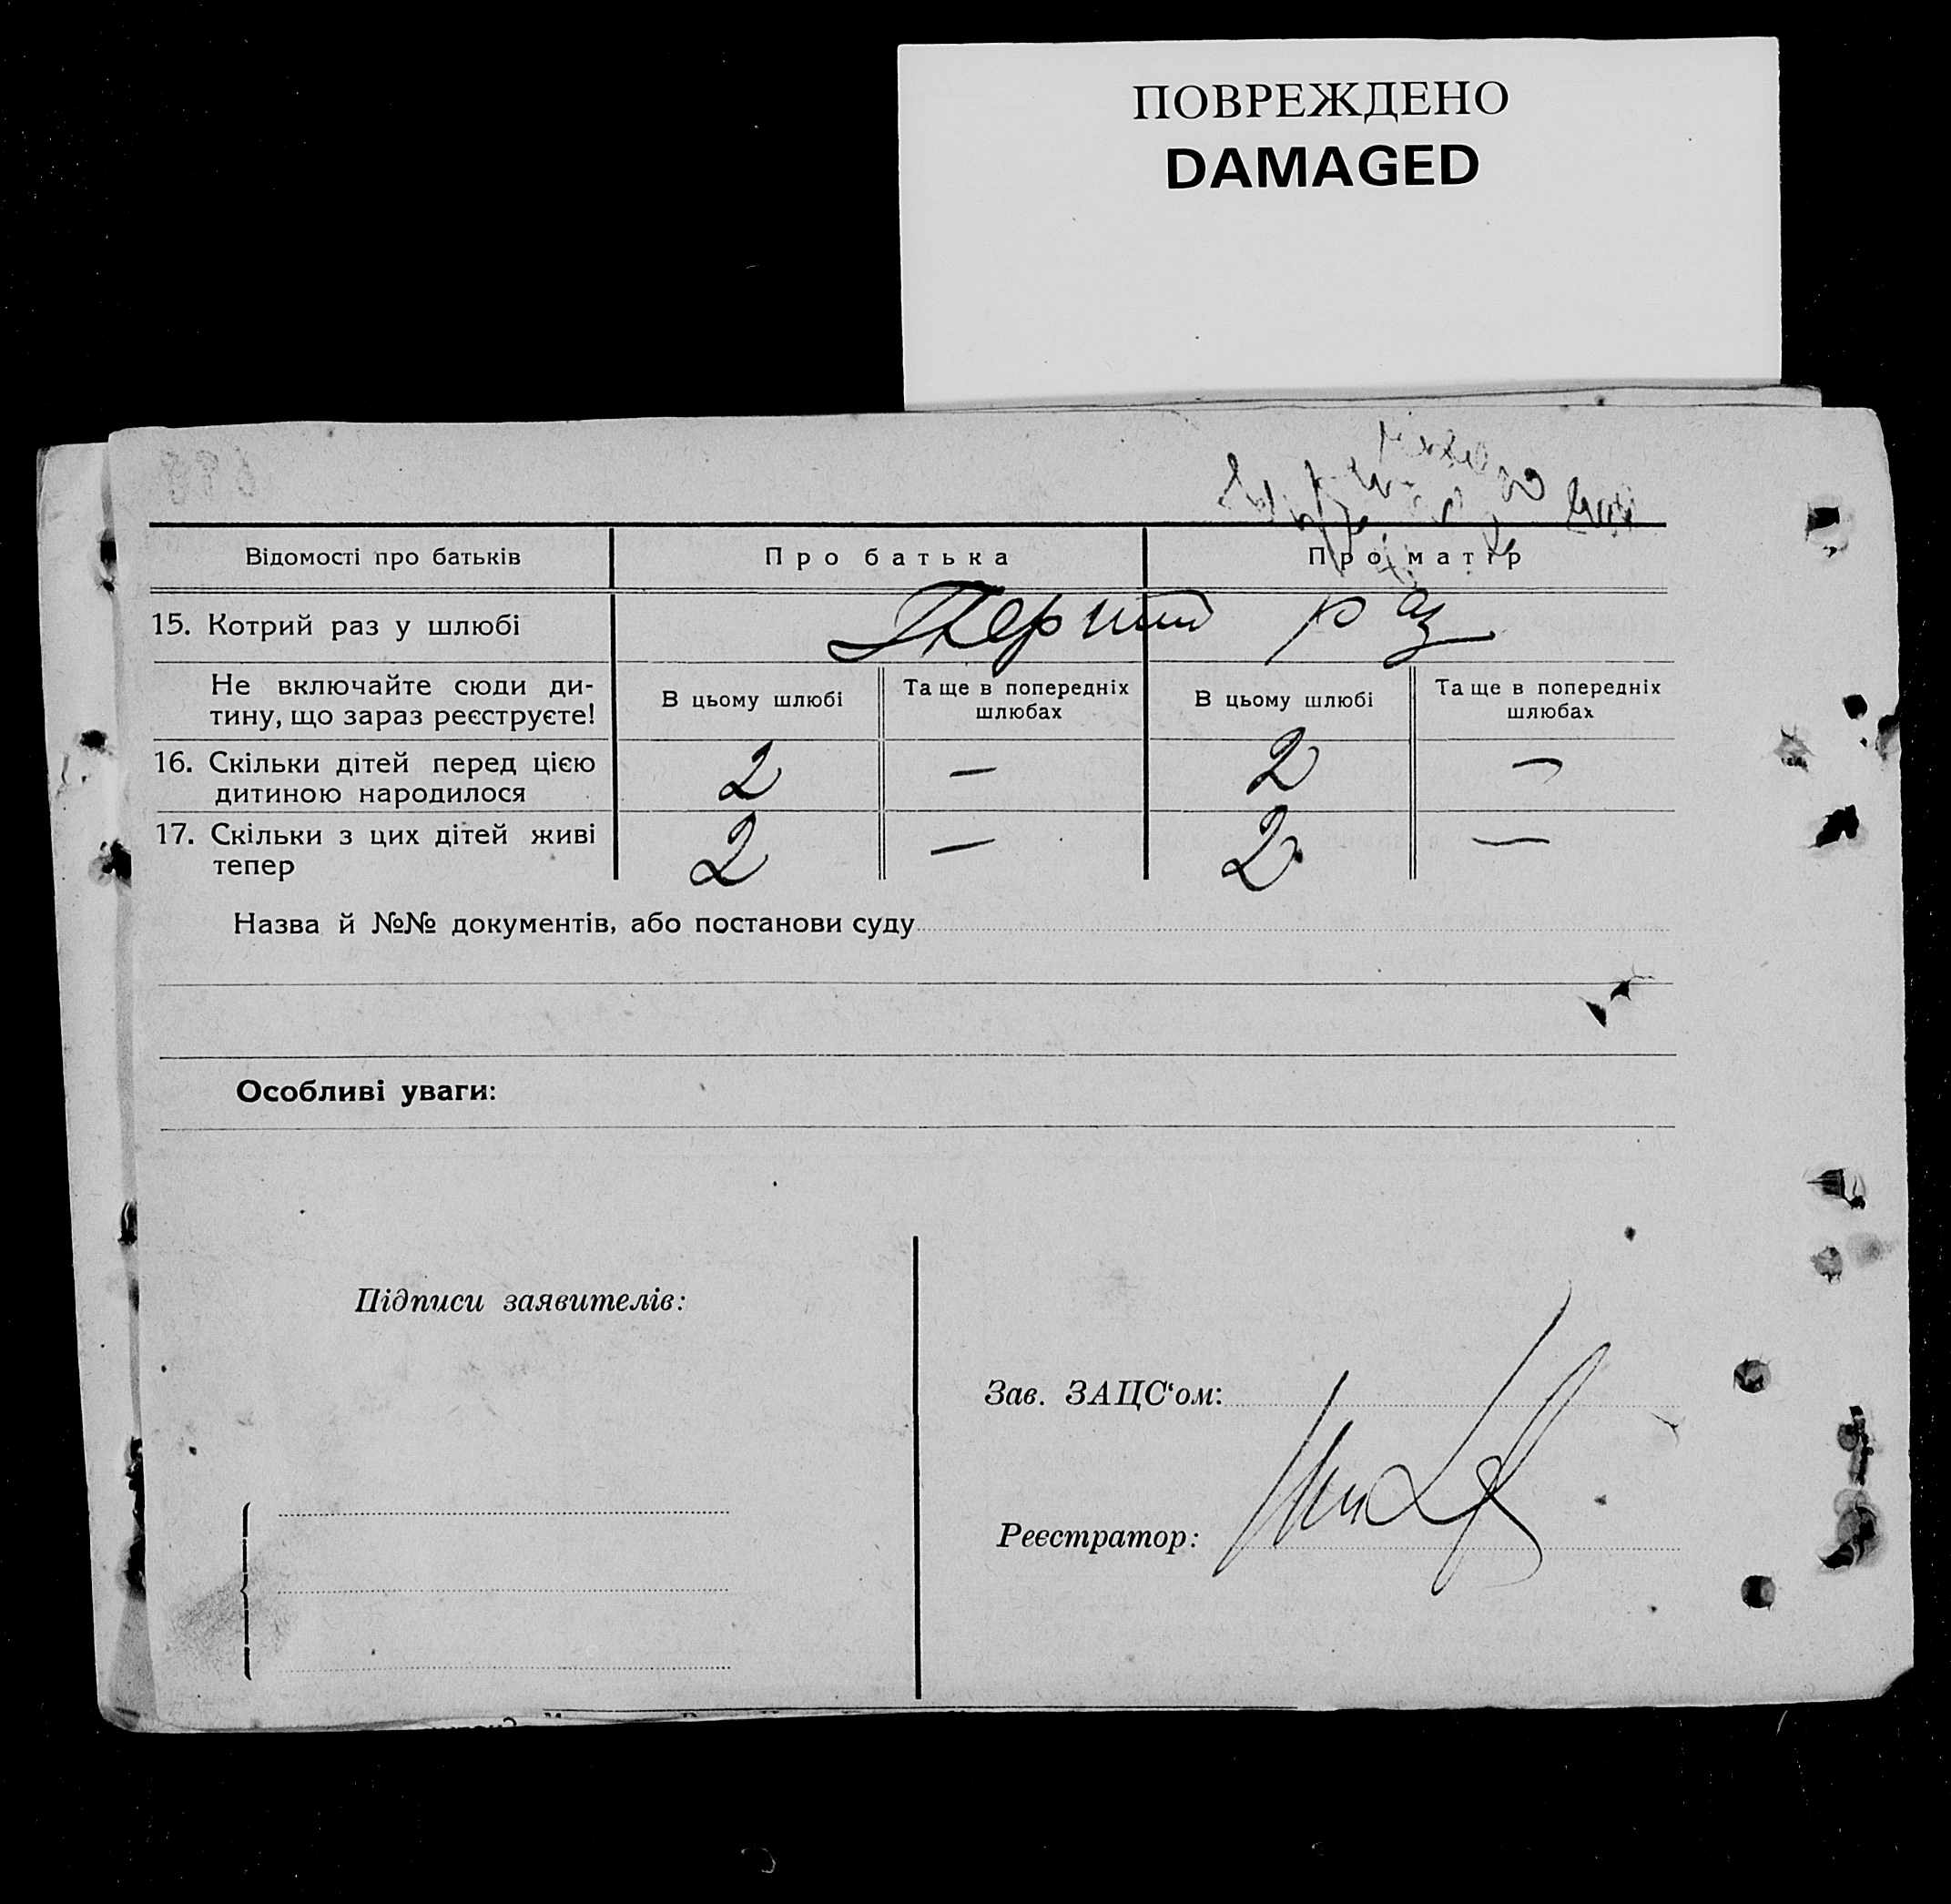 ПОВРЕЖДЕНО
DAMAGED
Відомості про батьків Про батька Про матір
15. Котрий раз у шлюбі Перший раз
Не включайте сюди ди-
тину, що зараз реєструєте!
В цьому шлюбі Та ще в попередніх шлюбах В цьому шлюбі Та ще в попередніх шлюбах
16. Скільки дітей перед цією
дитиною народилося 2 — 2 —
17. Скільки з цих дітей живі
тепер 2 — 2 —
Назва й №№ документів, або постанови суду
Особливі уваги:
Підписи заявителів:
Зав. ЗАЦС‘ом:
Реєстратор: